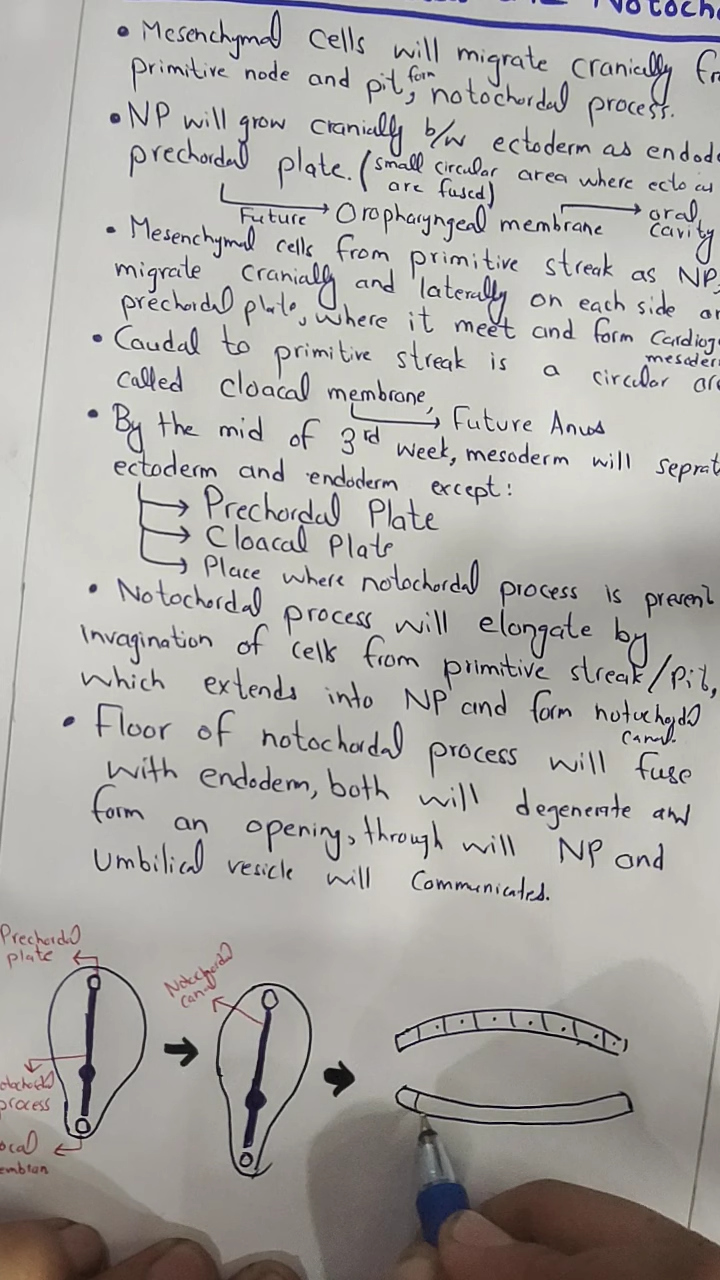 Notocho
• Mesenchymal cells will migrate cranially fr
primitive node and pit, form notochordal process.
• NP will grow cranially b/w ectoderm as endod
prechordal plate. (small circular area where ecto
are fused)
Future Oropharyngeal membrane oral
cavity
• Mesenchymal cells from primitive streak as NP,
migrate cranially and laterally on each side
prechordal plate, where it meet and form Cardiog
mesoder
• Caudal to primitive streak is a circular are
called cloacal membrane,
Future Anus
• By the mid of 3rd week, mesoderm will seprat
ectoderm and endoderm except:
Prechordal Plate
Cloacal Plate
Place where notochordal process is present
• Notochordal process will elongate by
invagination of cells from primitive streak/pit,
which extends into NP and form notochordal
canal.
• Floor of notochordal process will fuse
with endoderm, both will degenerate and
form an opening, through will NP and
Umbilical vesicle will communicated.
Prechordal
plate
Notochordal
canal
otochordal
process
ocal
embran